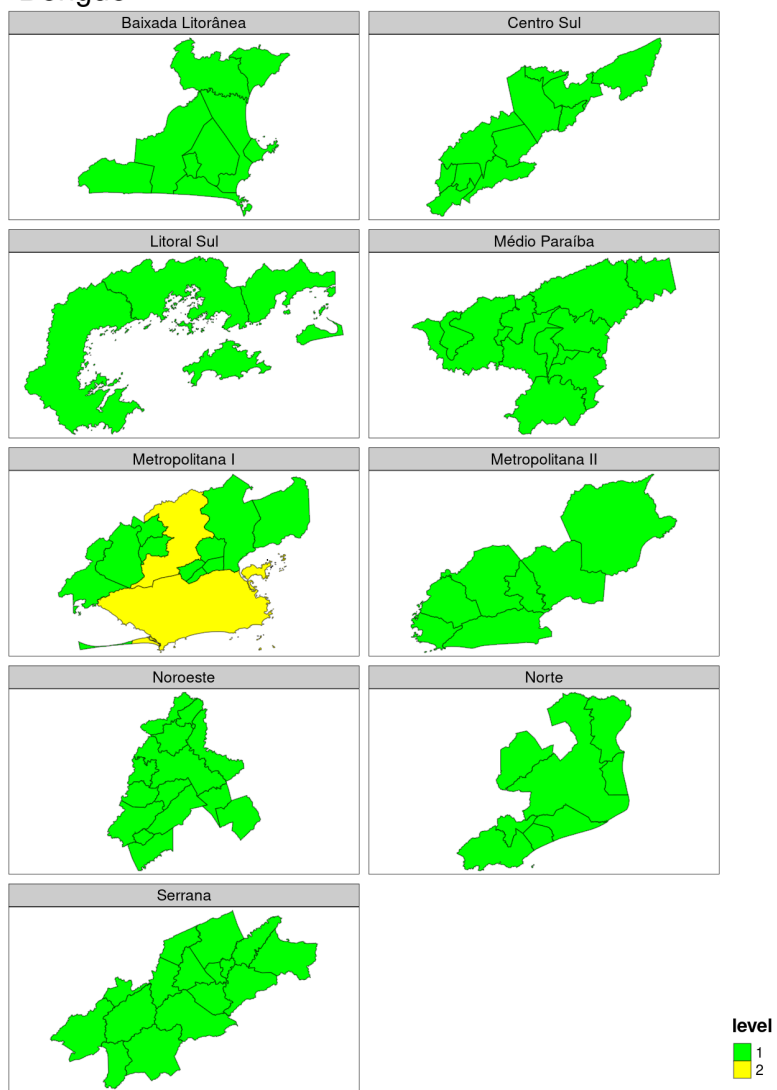 Baixada Litorânea
Centro Sul
Litoral Sul
Médio Paraíba
Metropolitana I
Metropolitana II
Noroeste
Norte
Serrana
level
1
2